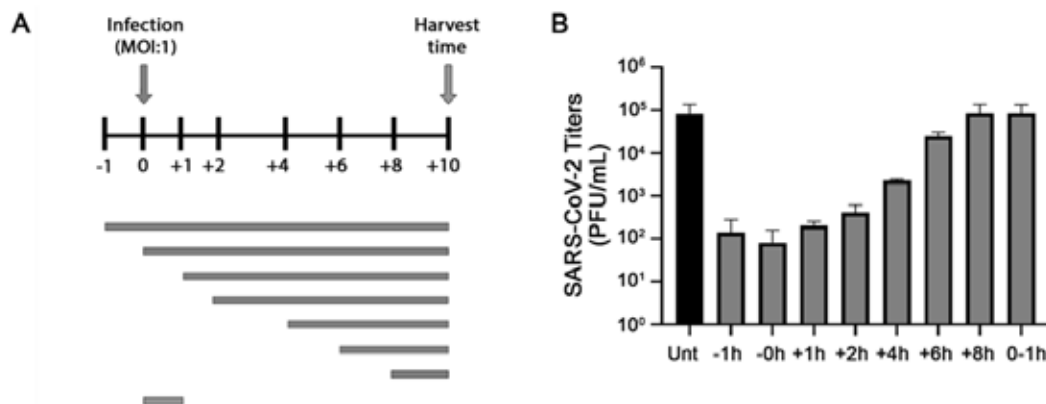 A
Infection
(MOI:1)
Harvest
time
-1 0 +1 +2 +4 +6 +8 +10
B
SARS-CoV-2 Titers
(PFU/mL)
10⁶
10⁵
10⁴
10³
10²
10¹
10⁰
Unt -1h -0h +1h +2h +4h +6h +8h 0-1h